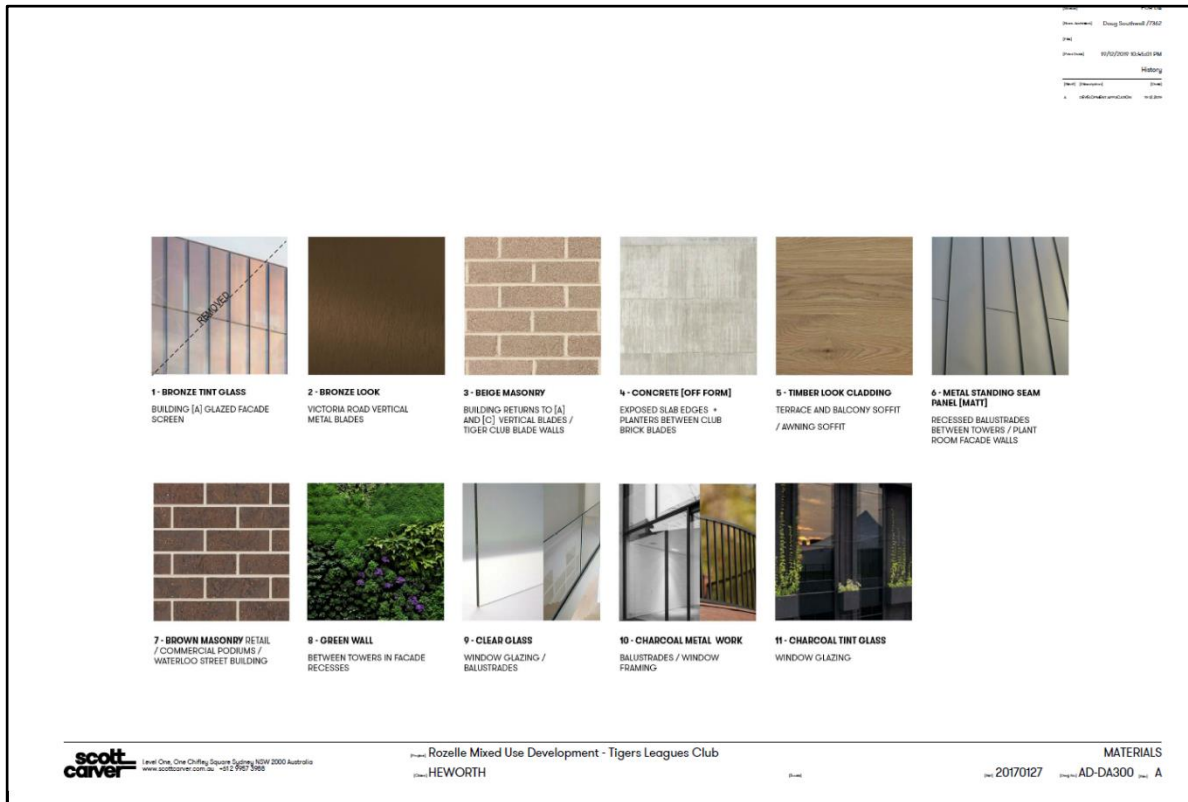 Doug Southwell /TM2
19/12/2019 10:46:01 PM
History
REMOVED
1 - BRONZE TINT GLASS
BUILDING [A] GLAZED FACADE
SCREEN
2 - BRONZE LOOK
VICTORIA ROAD VERTICAL
METAL BLADES
3 - BEIGE MASONRY
BUILDING RETURNS TO [A]
AND [C] VERTICAL BLADES /
TIGER CLUB BLADE WALLS
4 - CONCRETE [OFF FORM]
EXPOSED SLAB EDGES +
PLANTERS BETWEEN CLUB
BRICK BLADES
5 - TIMBER LOOK CLADDING
TERRACE AND BALCONY SOFFIT
/ AWNING SOFFIT
6 - METAL STANDING SEAM
PANEL [MATT]
RECESSED BALUSTRADES
BETWEEN TOWERS / PLANT
ROOM FACADE WALLS
7 - BROWN MASONRY RETAIL
/ COMMERCIAL PODIUMS /
WATERLOO STREET BUILDING
8 - GREEN WALL
BETWEEN TOWERS IN FACADE
RECESSES
9 - CLEAR GLASS
WINDOW GLAZING /
BALUSTRADES
10 - CHARCOAL METAL WORK
BALUSTRADES / WINDOW
FRAMING
11 - CHARCOAL TINT GLASS
WINDOW GLAZING
scott
carver
Level One, One Chifley Square Sydney NSW 2000 Australia
www.scottcarver.com.au +61 2 9957 3988
Rozelle Mixed Use Development - Tigers Leagues Club
HEWORTH
MATERIALS
20170127 AD-DA300 A